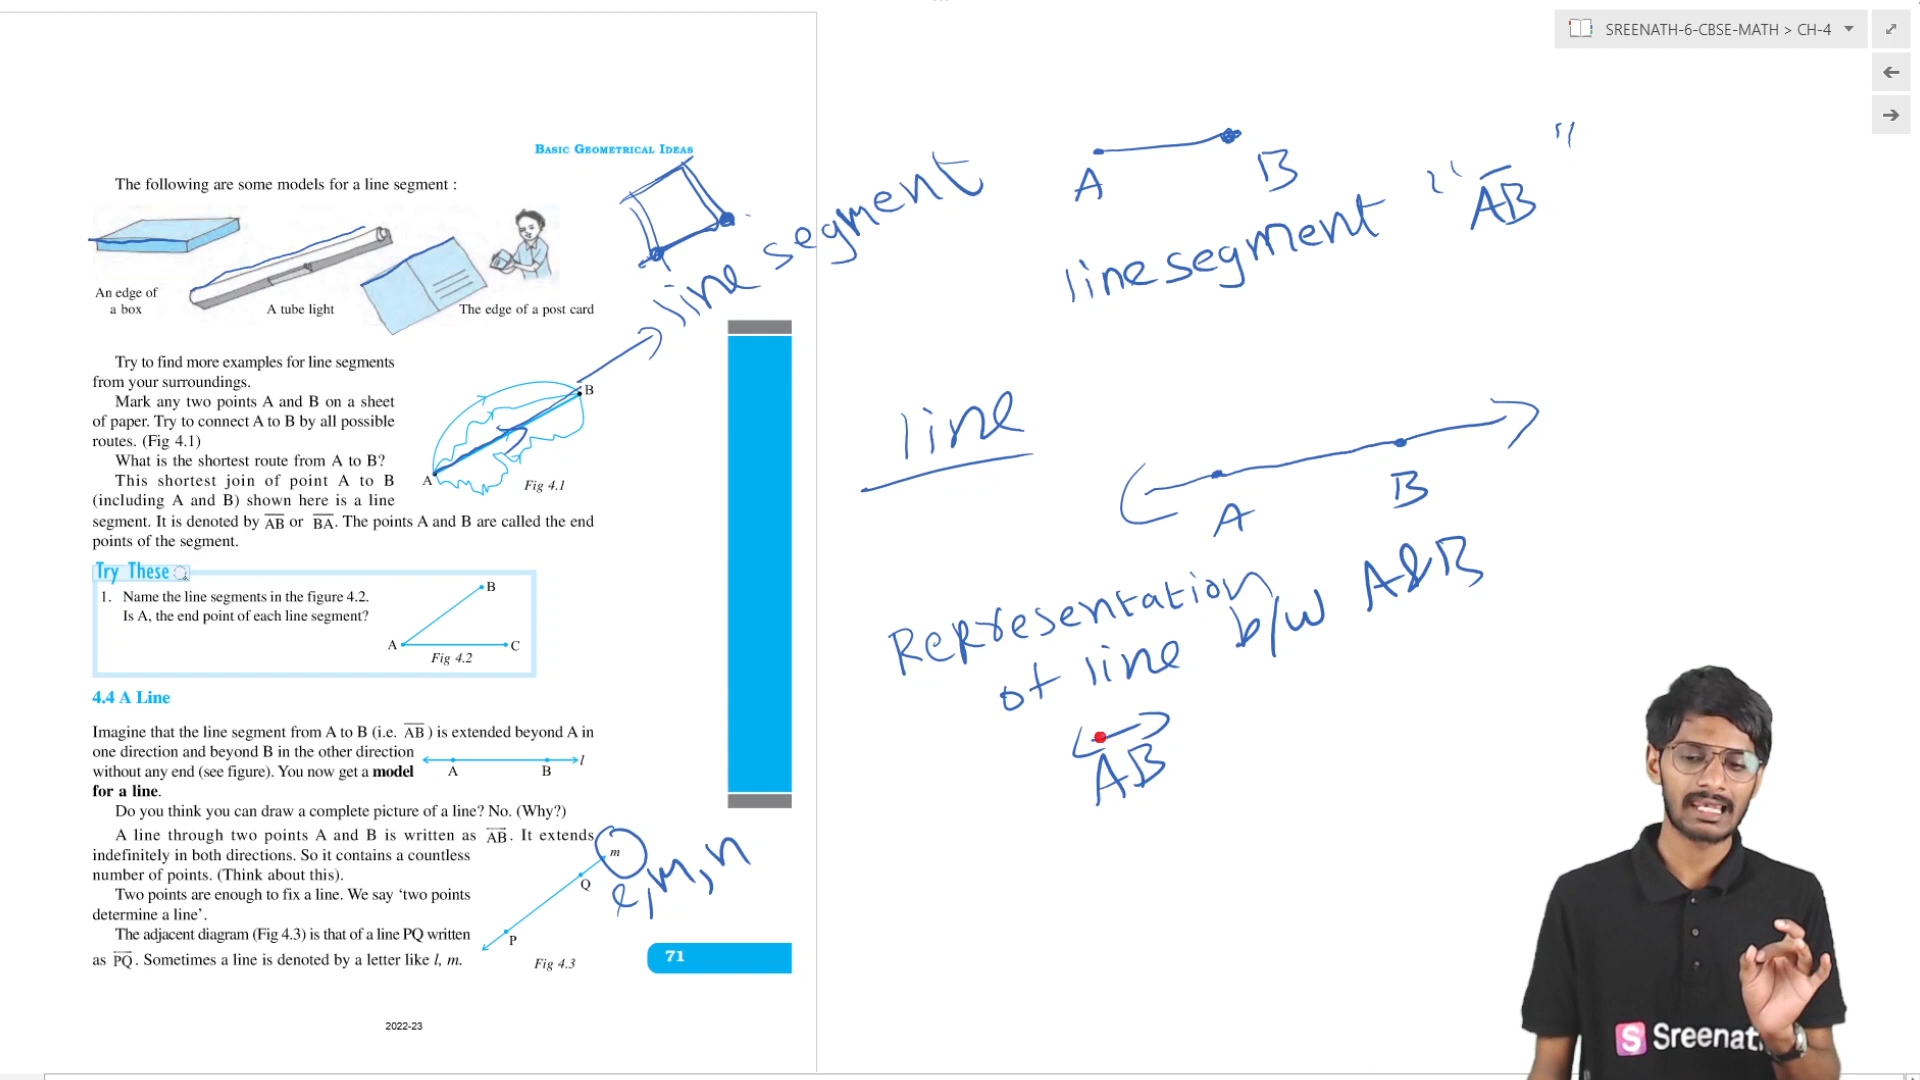 SREENATH-6-CBSE-MATH > CH-4
BASIC GEOMETRICAL IDEAS
The following are some models for a line segment :
An edge of
a box
A tube light
The edge of a post card
Try to find more examples for line segments
from your surroundings.
Mark any two points A and B on a sheet
of paper. Try to connect A to B by all possible
routes. (Fig 4.1)
What is the shortest route from A to B?
This shortest join of point A to B
(including A and B) shown here is a line
segment. It is denoted by A̅B̅ or B̅A̅. The points A and B are called the end
points of the segment.
A
B
Fig 4.1
Try These
1. Name the line segments in the figure 4.2.
Is A, the end point of each line segment?
B
A
C
Fig 4.2
4.4 A Line
Imagine that the line segment from A to B (i.e. A̅B̅) is extended beyond A in
one direction and beyond B in the other direction
without any end (see figure). You now get a model
for a line.
A
B
l
Do you think you can draw a complete picture of a line? No. (Why?)
A line through two points A and B is written as AB. It extends
indefinitely in both directions. So it contains a countless
number of points. (Think about this).
Two points are enough to fix a line. We say ‘two points
determine a line’.
The adjacent diagram (Fig 4.3) is that of a line PQ written
as PQ. Sometimes a line is denoted by a letter like l, m.
m
Q
P
Fig 4.3
71
2022-23
line segment
l, m, n
A
B
line segment "A̅B̅"
line
A
B
Representation
of line b/w A&B
AB
S Sreenat